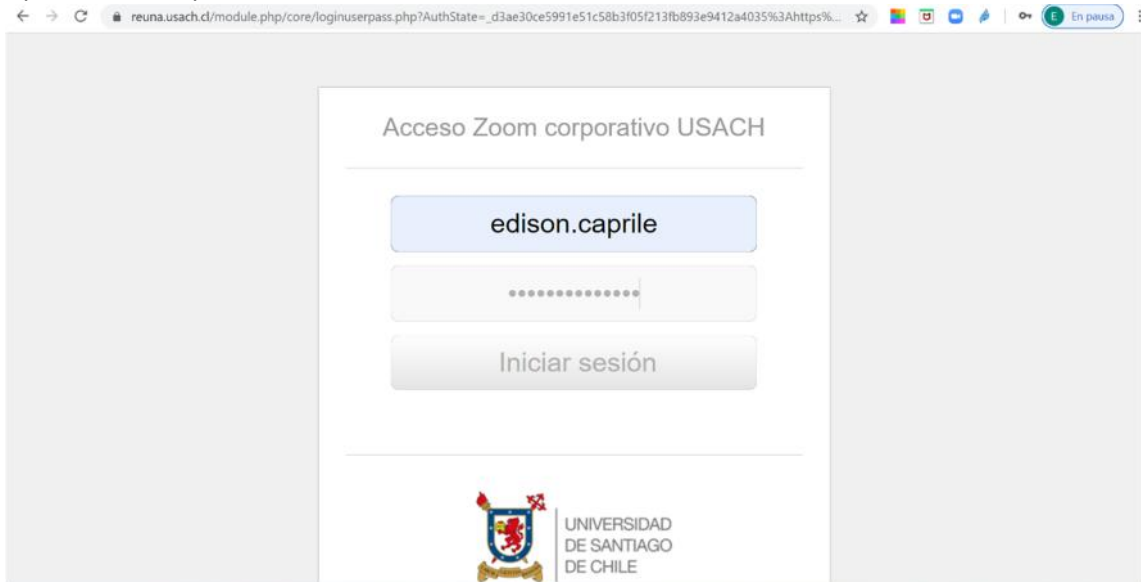 reuna.usach.cl/module.php/core/loginuserpass.php?AuthState=_d3ae30ce5991e51c58b3f05f213fb893e9412a4035%3Ahttps%...
E En pausa
Acceso Zoom corporativo USACH
edison.caprile
Iniciar sesión
UNIVERSIDAD
DE SANTIAGO
DE CHILE